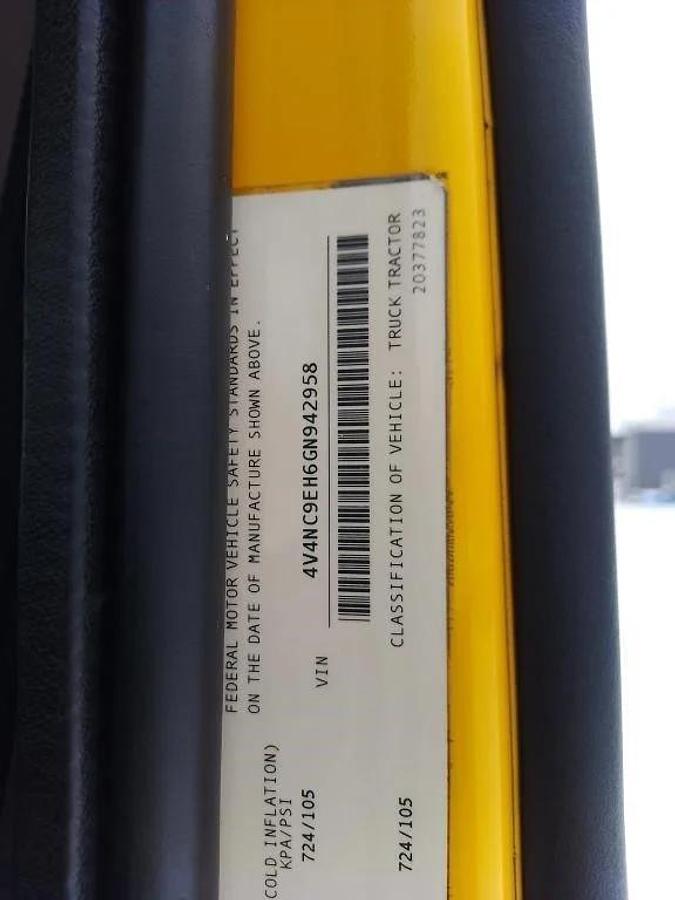 FEDERAL MOTOR VEHICLE SAFETY STANDARDS IN EFFECT
ON THE DATE OF MANUFACTURE SHOWN ABOVE.
VIN 4V4NC9EH6GN942958
CLASSIFICATION OF VEHICLE: TRUCK TRACTOR
20377823
COLD INFLATION)
KPA/PSI
724/105
724/105